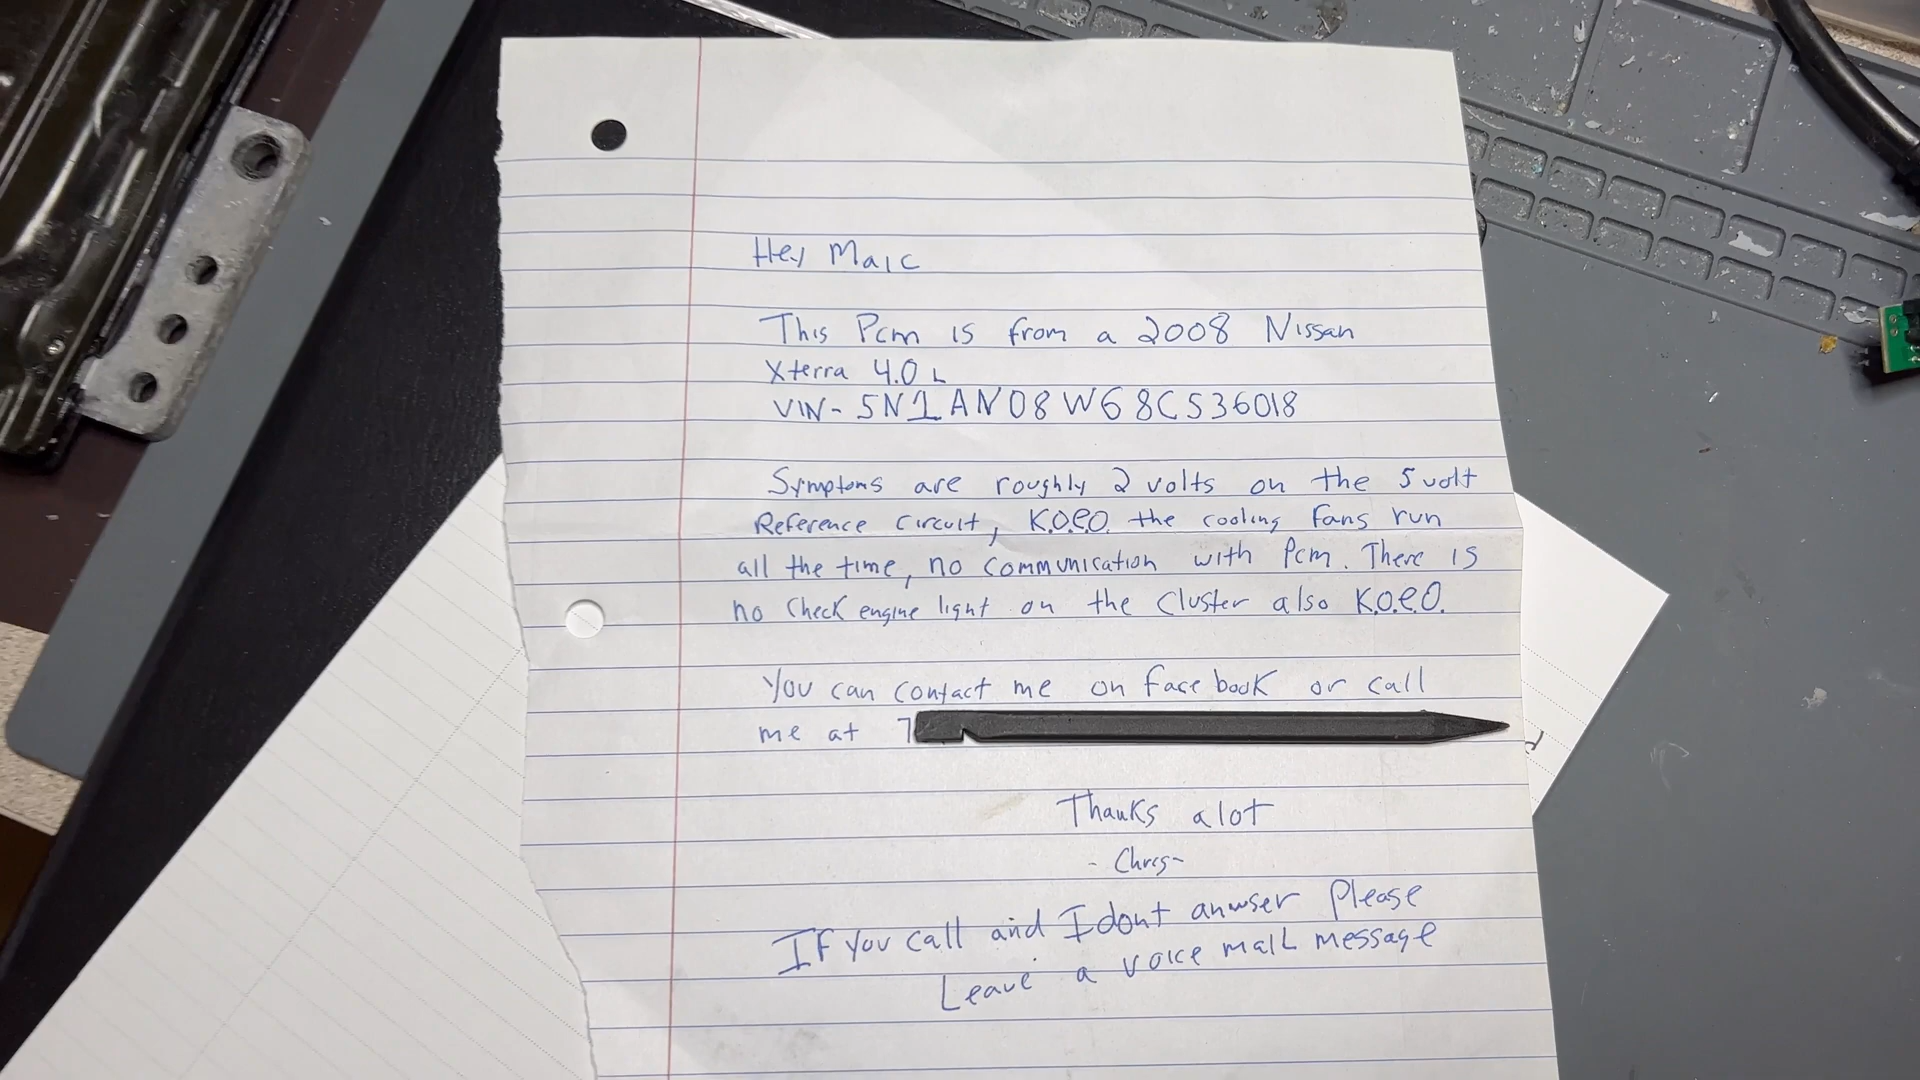 Hey Marc
This Pcm is from a 2008 Nissan
Xterra 4.0 L
VIN- 5N1AN08W68C536018
Symptoms are roughly 2 volts on the 5 volt
Reference circuit, K.O.E.O. the cooling fans run
all the time, no communication with Pcm. There is
no Check engine light on the Cluster also K.O.E.O.
You can contact me on facebook or call
me at 7
Thanks alot
- Chris -
If you call and I dont anwser Please
Leave a voice mail message